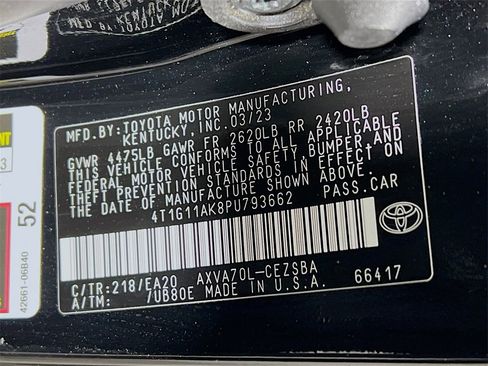 MFD.BY: TOYOTA MOTOR MANUFACTURING,
KENTUCKY, INC. 03/23
GVWR 4475LB GAWR FR 2620LB RR 2420LB
THIS VEHICLE CONFORMS TO ALL APPLICABLE
FEDERAL MOTOR VEHICLE SAFETY, BUMPER, AND
THEFT PREVENTION STANDARDS IN EFFECT ON
THE DATE OF MANUFACTURE SHOWN ABOVE.
4T1G11AK8PU793662 PASS.CAR
C/TR: 218/EA20 AXVA70L-CEZSBA
A/TM: /UB80E MADE IN U.S.A. 66417
52
42661-06B40